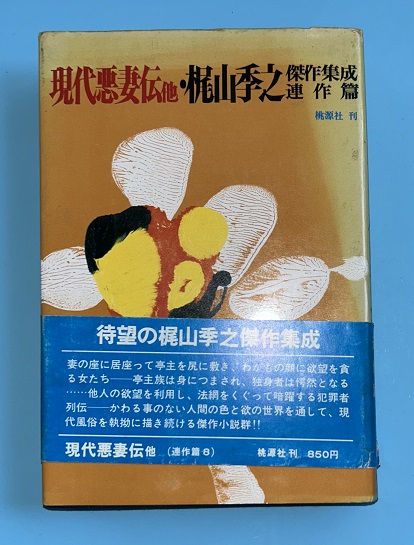 現代悪妻伝他・梶山季之 傑作集成 連作篇
桃源社 刊
待望の梶山季之傑作集成
妻の座に居座って亭主を尻に敷き、わがもの顔に欲望を貪
る女たち——亭主族は身につまされ、独身者は愕然となる
……他人の欲望を利用し、法網をくぐって暗躍する犯罪者
列伝——かわる事のない人間の色と欲の世界を通して、現
代風俗を執拗に描き続ける傑作小説群!!
現代悪妻伝他 (連作篇8) 桃源社刊 850円